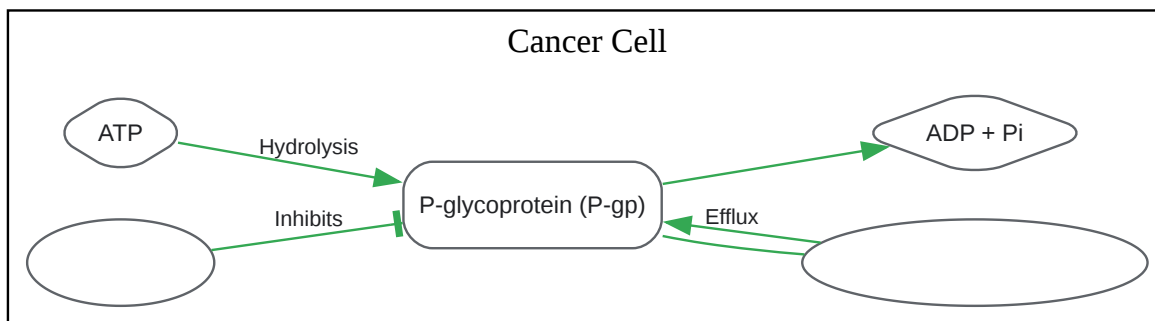 Cancer Cell
ATP
Hydrolysis
ADP + Pi
P-glycoprotein (P-gp)
Inhibits
Efflux